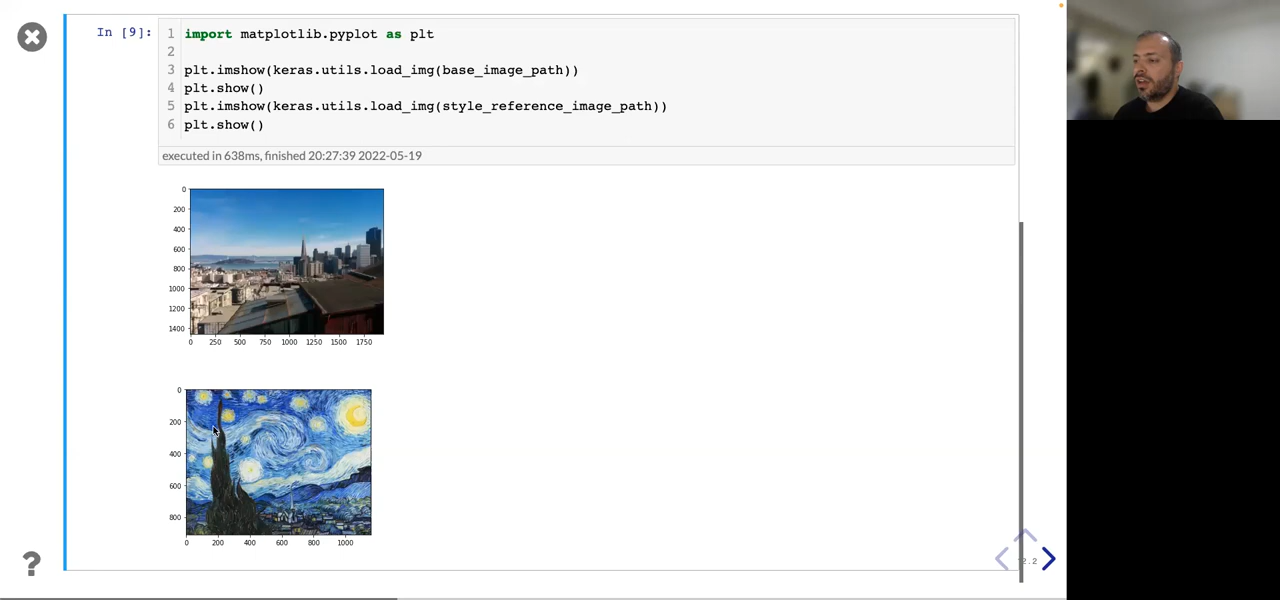 In [9]:
1 import matplotlib.pyplot as plt
2
3 plt.imshow(keras.utils.load_img(base_image_path))
4 plt.show()
5 plt.imshow(keras.utils.load_img(style_reference_image_path))
6 plt.show()
executed in 638ms, finished 20:27:39 2022-05-19
0
200
400
600
800
1000
1200
1400
0 250 500 750 1000 1250 1500 1750
0
200
400
600
800
0 200 400 600 800 1000
?